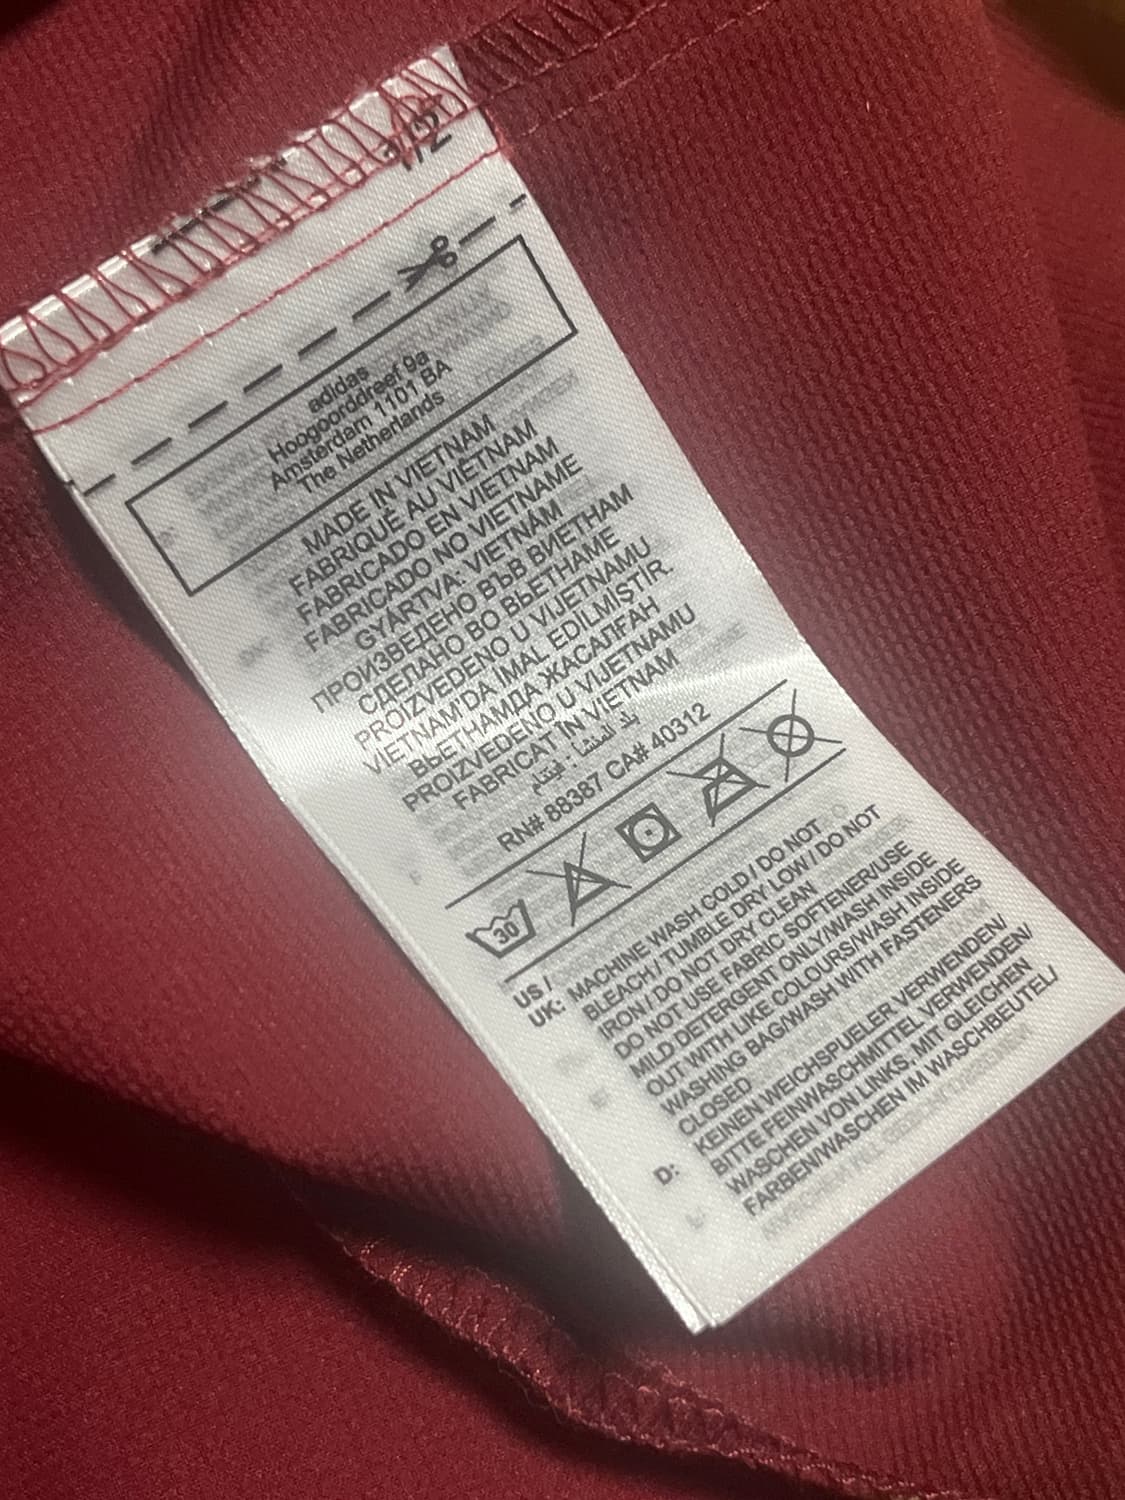 1/2
adidas
Hoogoorddreef 9a
Amsterdam 1101 BA
The Netherlands
MADE IN VIETNAM
FABRIQUÉ AU VIETNAM
FABRICADO EN VIETNAM
FABRICADO NO VIETNAME
GYÁRTVA: VIETNÁM
ПРОИЗВЕДЕНО ВЪВ ВИЕТНАМ
СДЕЛАНО ВО ВЬЕТНАМЕ
PROIZVEDENO U VIJETNAMU
VIETNAM'DA İMAL EDİLMİŞTİR.
ВЬЕТНАМДА ЖАСАЛҒАН
PROIZVEDENO U VIJETNAMU
FABRICAT ÎN VIETNAM
بلد المنشأ - فيتنام
RN# 88387 CA# 40312
30
US / MACHINE WASH COLD / DO NOT
UK: BLEACH / TUMBLE DRY LOW / DO NOT
IRON / DO NOT DRY CLEAN
DO NOT USE FABRIC SOFTENER/USE
MILD DETERGENT ONLY/WASH INSIDE
OUT WITH LIKE COLOURS/WASH INSIDE
WASHING BAG/WASH WITH FASTENERS
CLOSED
D: KEINEN WEICHSPUELER VERWENDEN/
BITTE FEINWASCHMITTEL VERWENDEN/
WASCHEN VON LINKS, MIT GLEICHEN
FARBEN/WASCHEN IM WASCHBEUTEL/